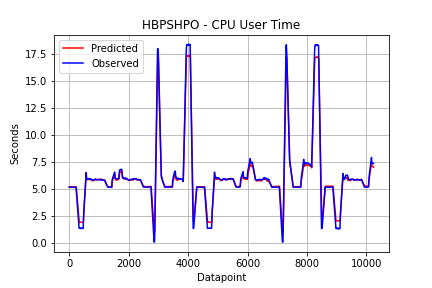 HBPSHPO - CPU User Time
Predicted
Observed
17.5
15.0
12.5
10.0
7.5
5.0
2.5
0.0
Seconds
0 2000 4000 6000 8000 10000
Datapoint